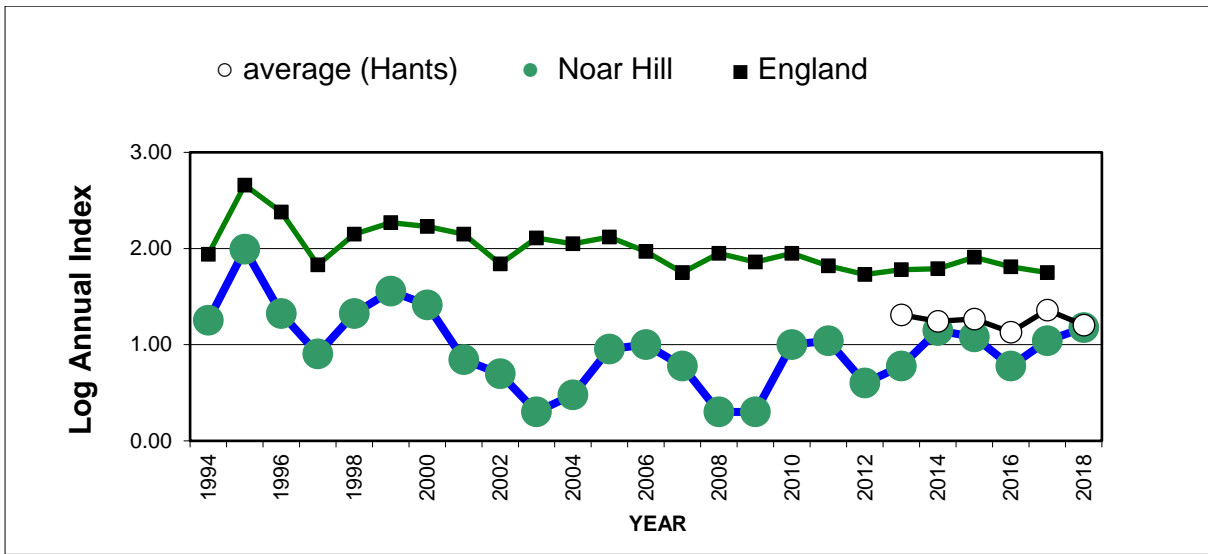 average (Hants) Noar Hill England
Log Annual Index
3.00
2.00
1.00
0.00
1994 1996 1998 2000 2002 2004 2006 2008 2010 2012 2014 2016 2018
YEAR